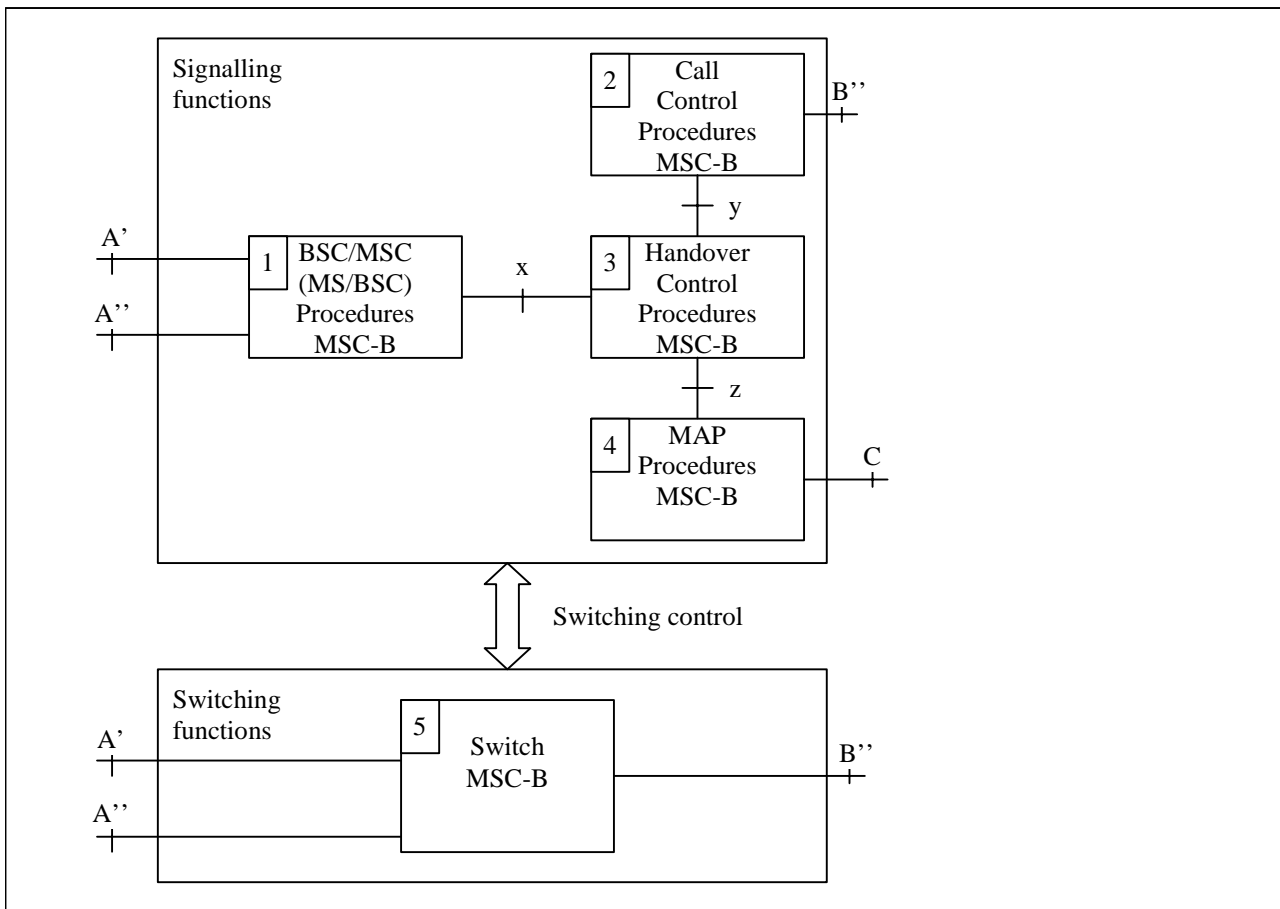 Signalling
functions
2
Call
Control
Procedures
MSC-B
B’’
y
A’
A’’
1
BSC/MSC
(MS/BSC)
Procedures
MSC-B
x
3
Handover
Control
Procedures
MSC-B
z
4
MAP
Procedures
MSC-B
C
Switching control
Switching
functions
5
Switch
MSC-B
A’
A’’
B’’